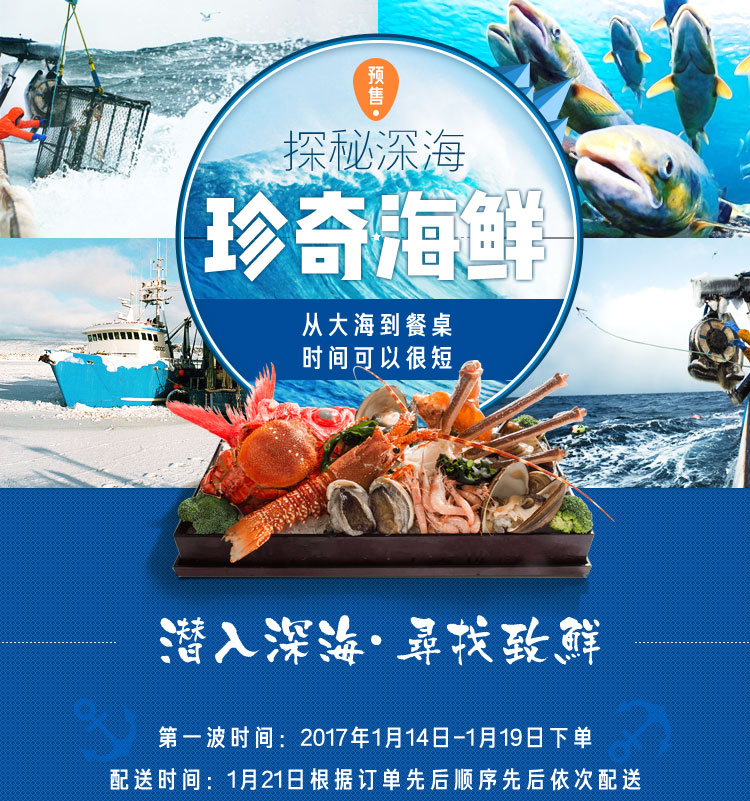 预售
探秘深海
珍奇海鲜
从大海到餐桌
时间可以很短
潜入深海·尋找致鮮
第一波时间：2017年1月14日-1月19日下单
配送时间：1月21日根据订单先后顺序先后依次配送